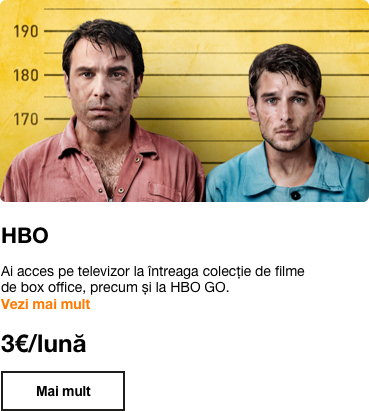 190
180
170
HBO
Ai acces pe televizor la întreaga colecție de filme
de box office, precum și la HBO GO.
Vezi mai mult
3€/lună
Mai mult